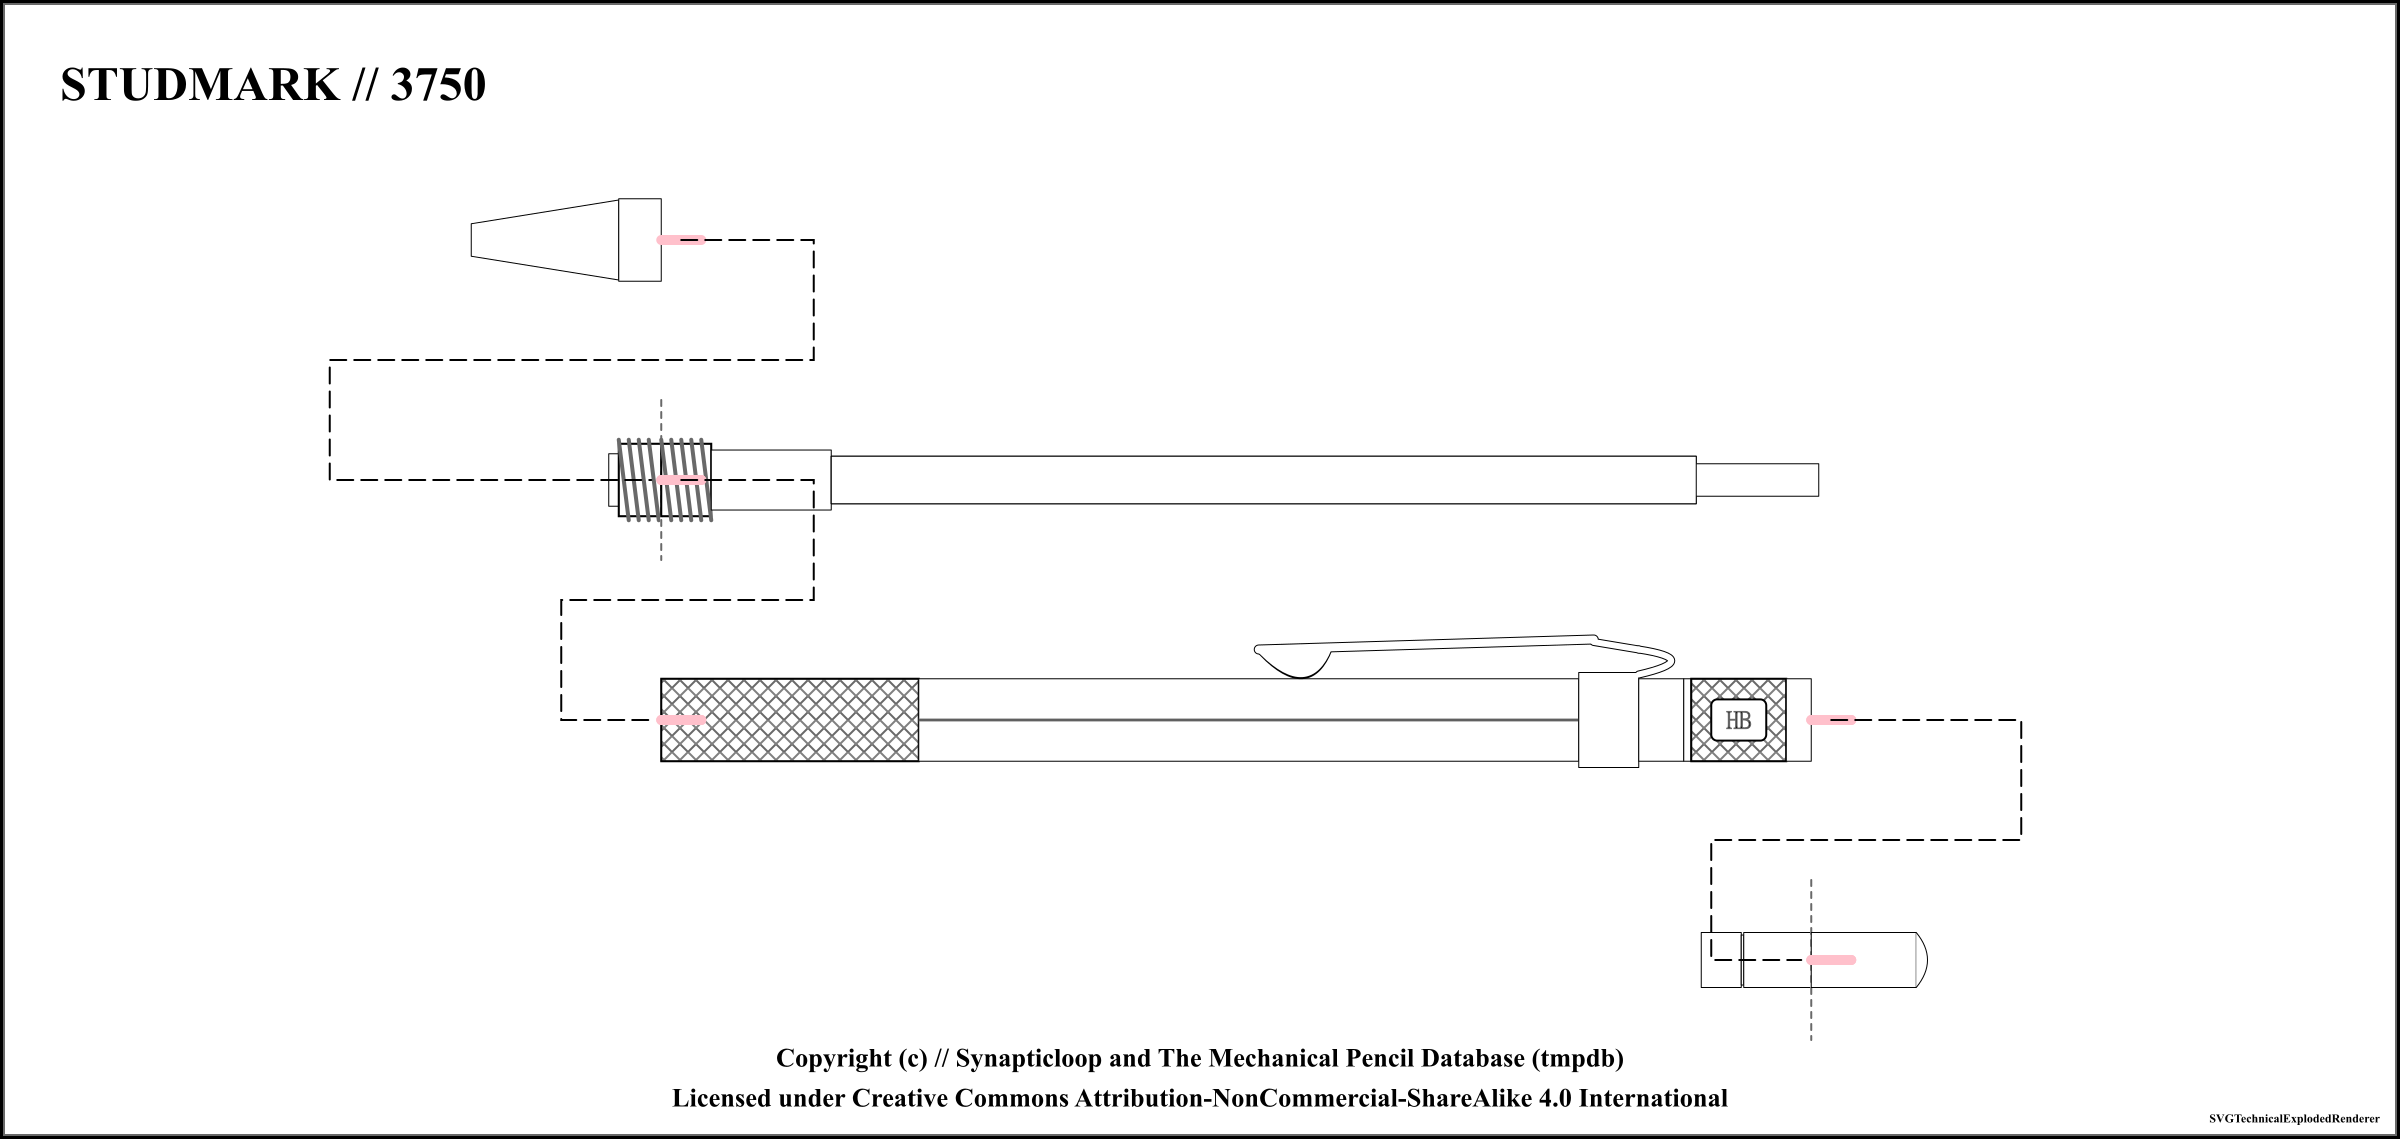 STUDMARK // 3750
HB
Copyright (c) // Synapticloop and The Mechanical Pencil Database (tmpdb)
Licensed under Creative Commons Attribution-NonCommercial-ShareAlike 4.0 International
SVGTechnicalExplodedRenderer